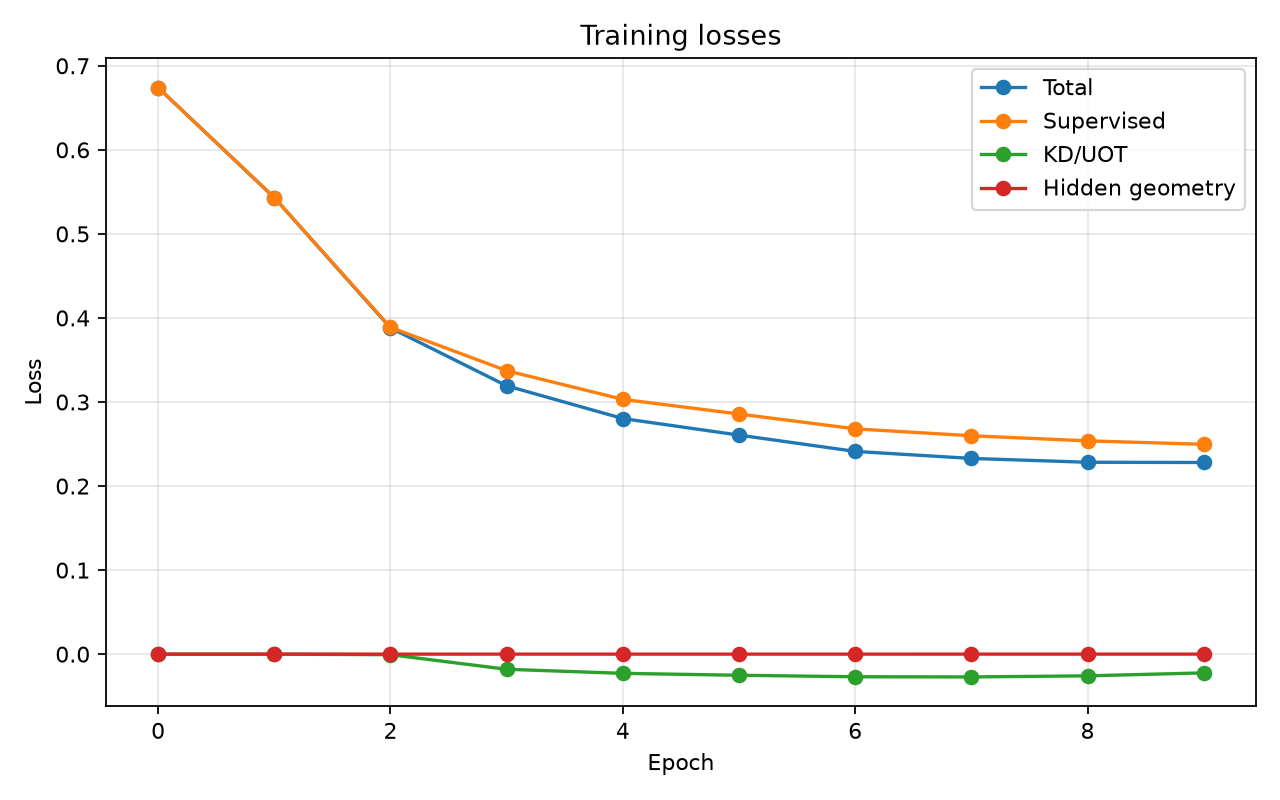 Training losses
Total
Supervised
KD/UOT
Hidden geometry
0.7
0.6
0.5
0.4
0.3
0.2
0.1
0.0
Loss
0 2 4 6 8
Epoch